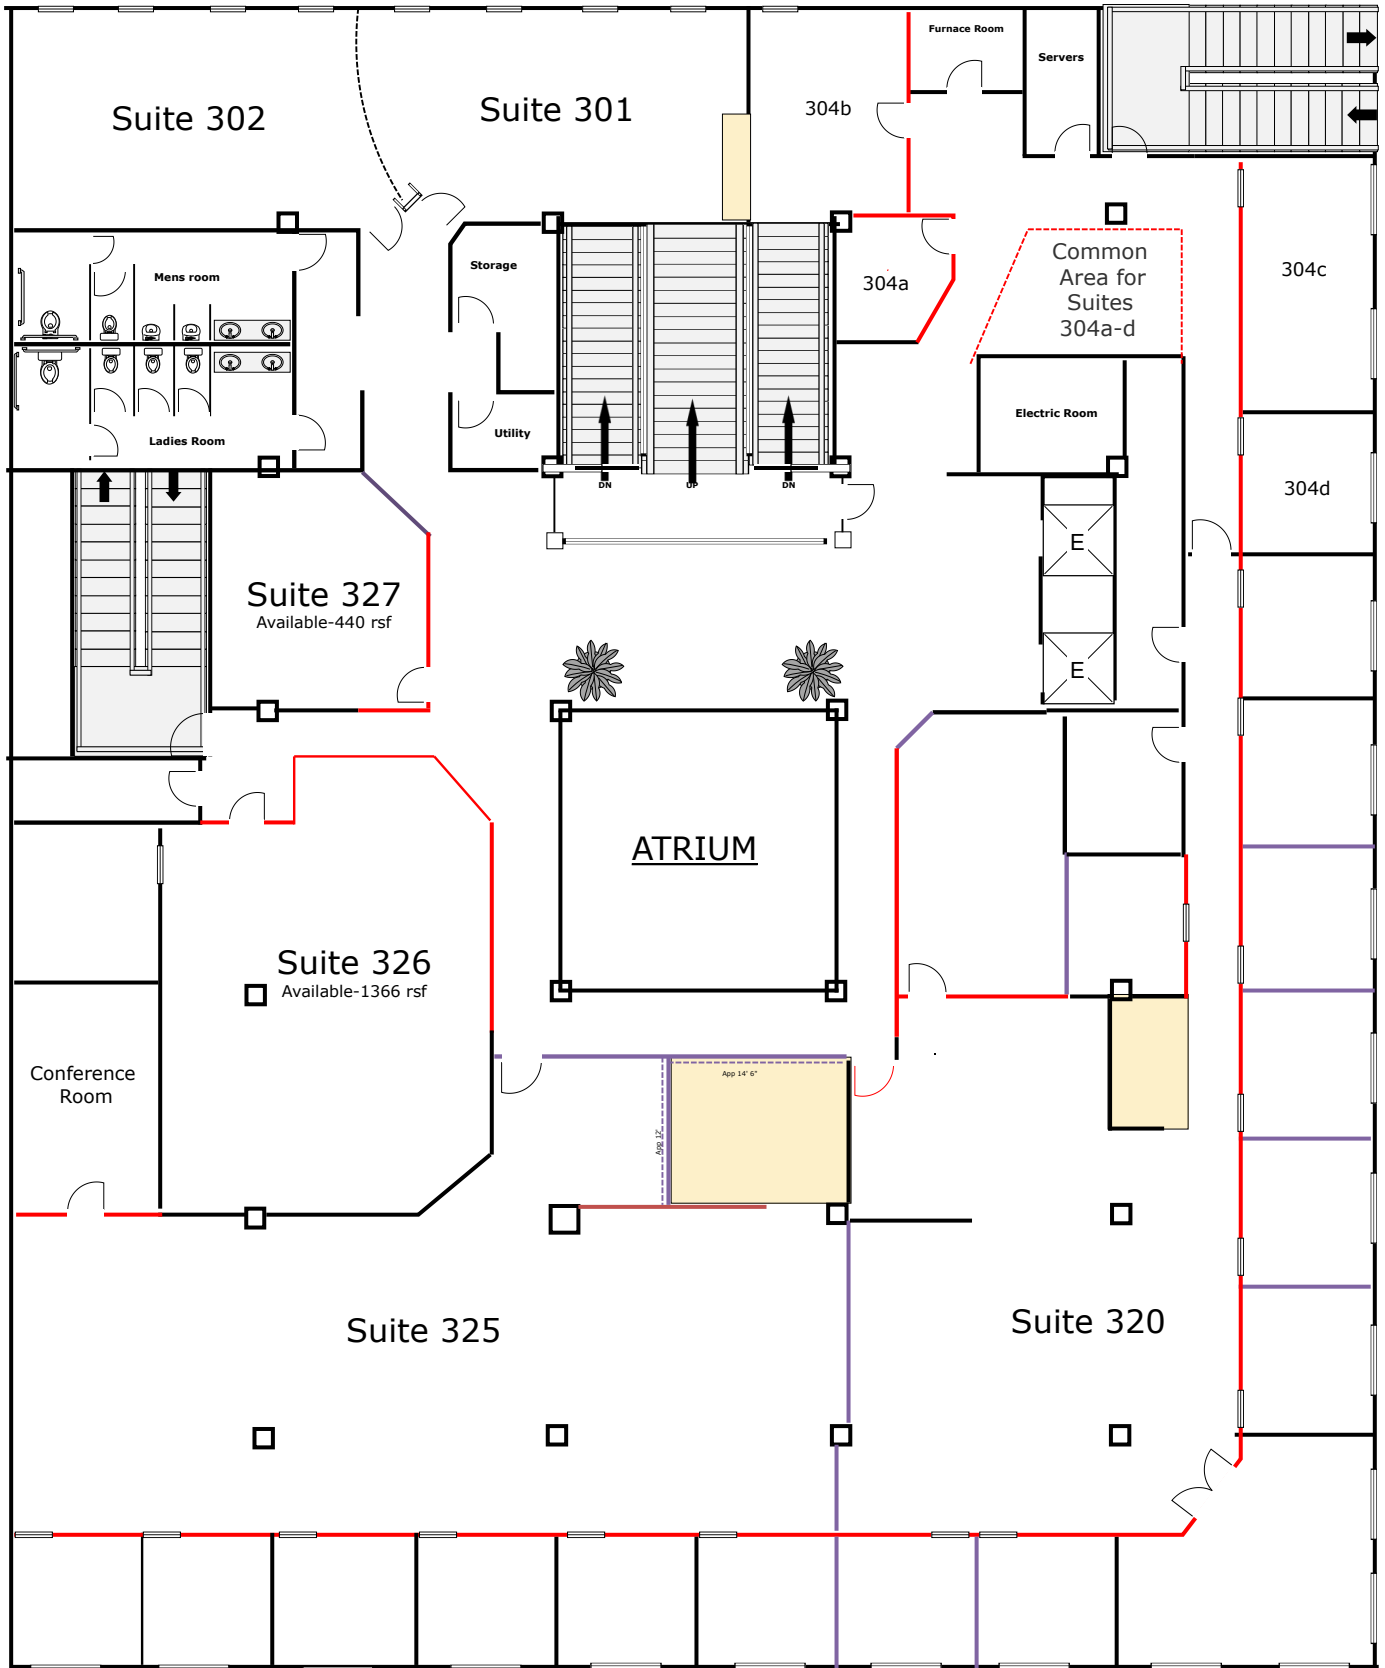 Furnace Room
Servers
Suite 302
Suite 301
304b
Common
Area for
Suites
304a-d
304c
Storage
Mens room
304a
Electric Room
Utility
Ladies Room
304d
DN
UP
DN
E
Suite 327
Available-440 rsf
E
ATRIUM
Suite 326
Available-1366 rsf
Conference
Room
App 14' 6"
App 12'
Suite 325
Suite 320